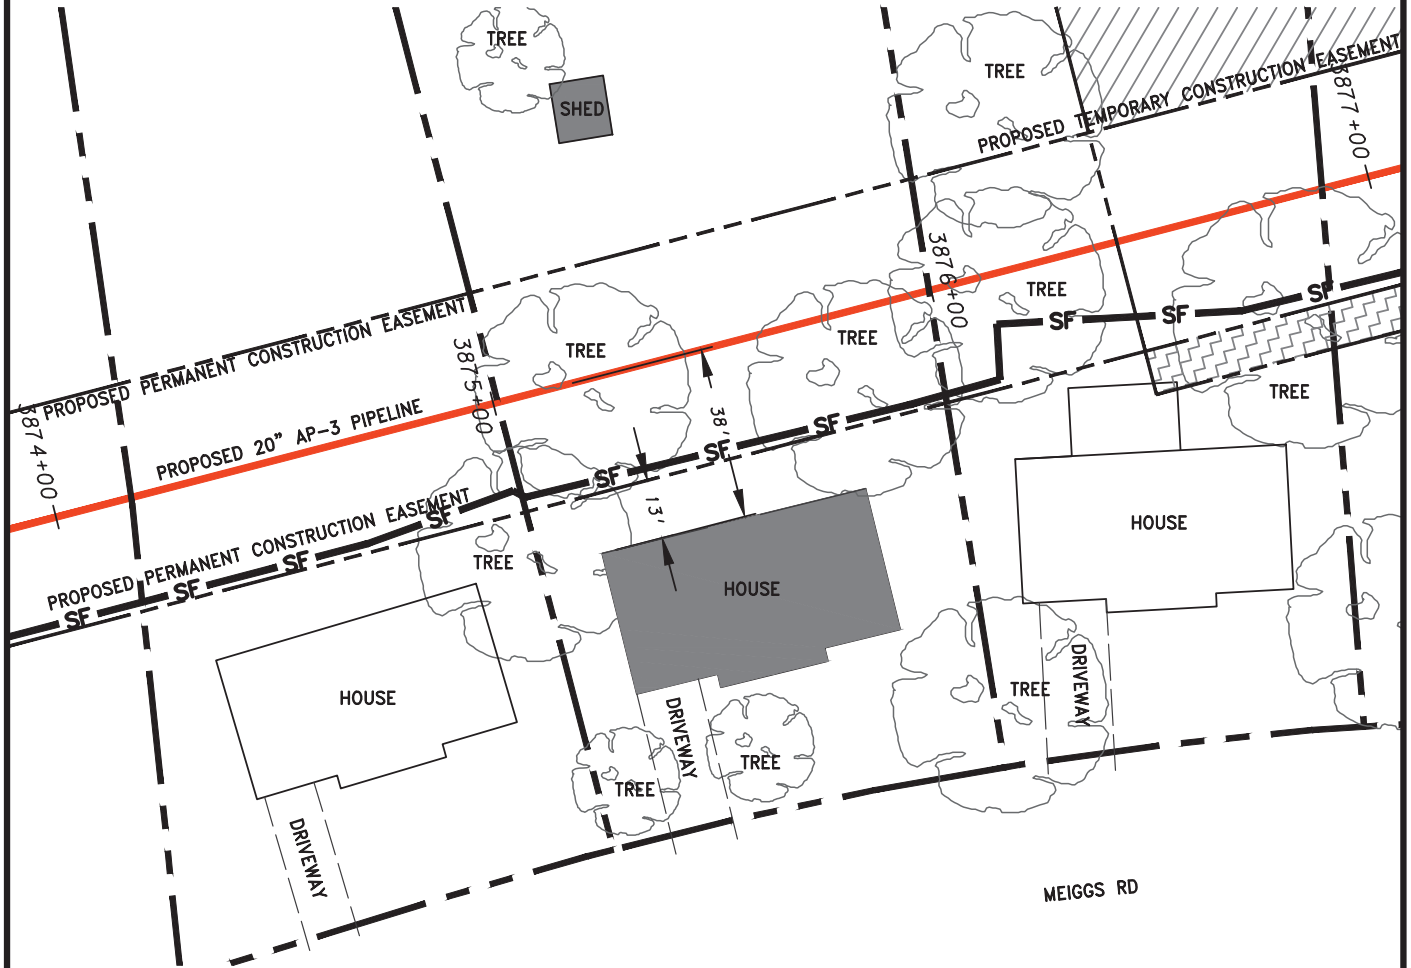 TREE
SHED
TREE
PROPOSED TEMPORARY CONSTRUCTION EASEMENT
3877+00
3876+00
TREE
SF
SF
SF
PROPOSED PERMANENT CONSTRUCTION EASEMENT
3875+00
TREE
TREE
TREE
3874+00
PROPOSED 20" AP-3 PIPELINE
38'
SF
SF
SF
13'
PROPOSED PERMANENT CONSTRUCTION EASEMENT
SF
SF
SF
SF
TREE
HOUSE
HOUSE
HOUSE
DRIVEWAY
TREE
DRIVEWAY
TREE
TREE
DRIVEWAY
MEIGGS RD